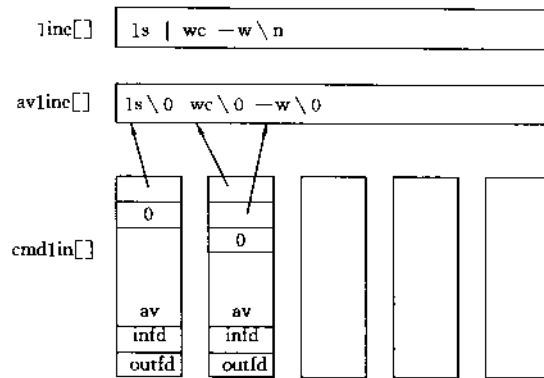 line[]
ls | wc —w \ n
avline[]
ls \ 0 wc \ 0 —w \ 0
0
0
cmdlin[]
av av
infd infd
outfd outfd